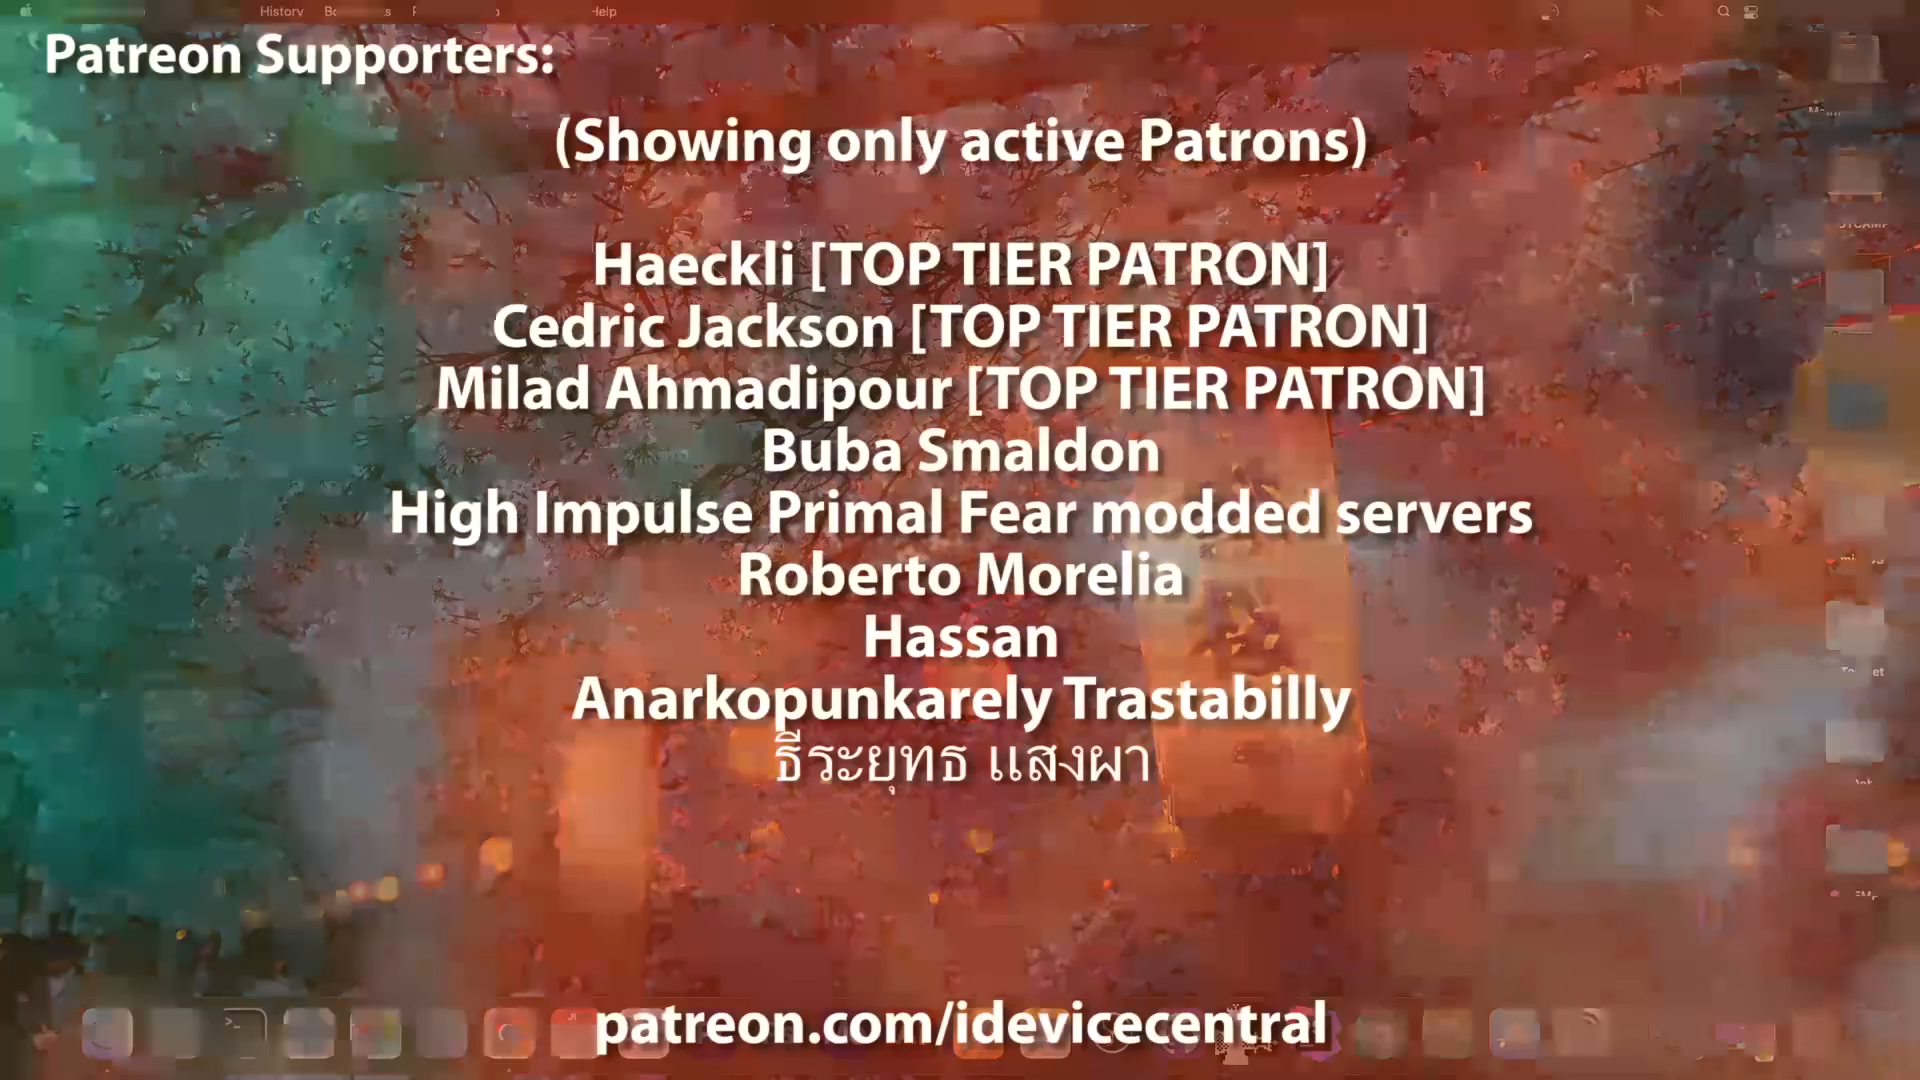 History
Help
Patreon Supporters:
(Showing only active Patrons)
Haeckli [TOP TIER PATRON]
Cedric Jackson [TOP TIER PATRON]
Milad Ahmadipour [TOP TIER PATRON]
Buba Smaldon
High Impulse Primal Fear modded servers
Roberto Morelia
Hassan
Anarkopunkarely Trastabilly
ธีระยุทธ แสงผา
patreon.com/idevicecentral